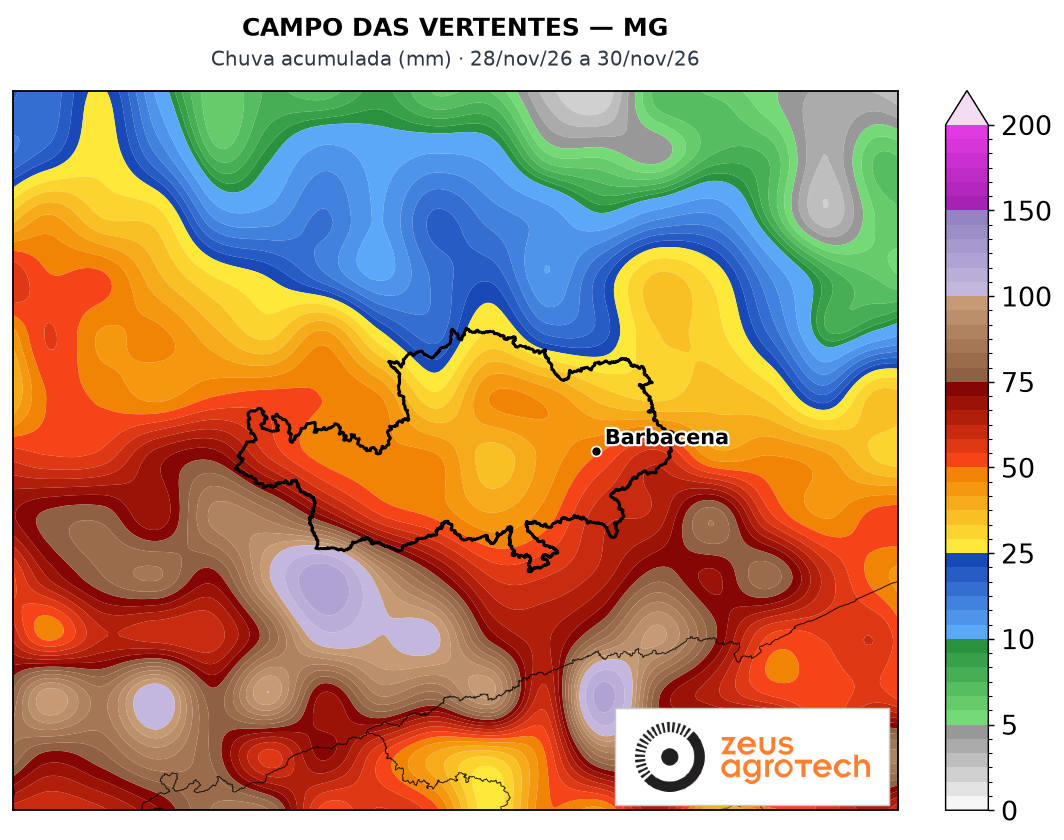 CAMPO DAS VERTENTES — MG
Chuva acumulada (mm) · 28/nov/26 a 30/nov/26
200
150
100
75
50
25
10
5
0
Barbacena
zeus
agrotech